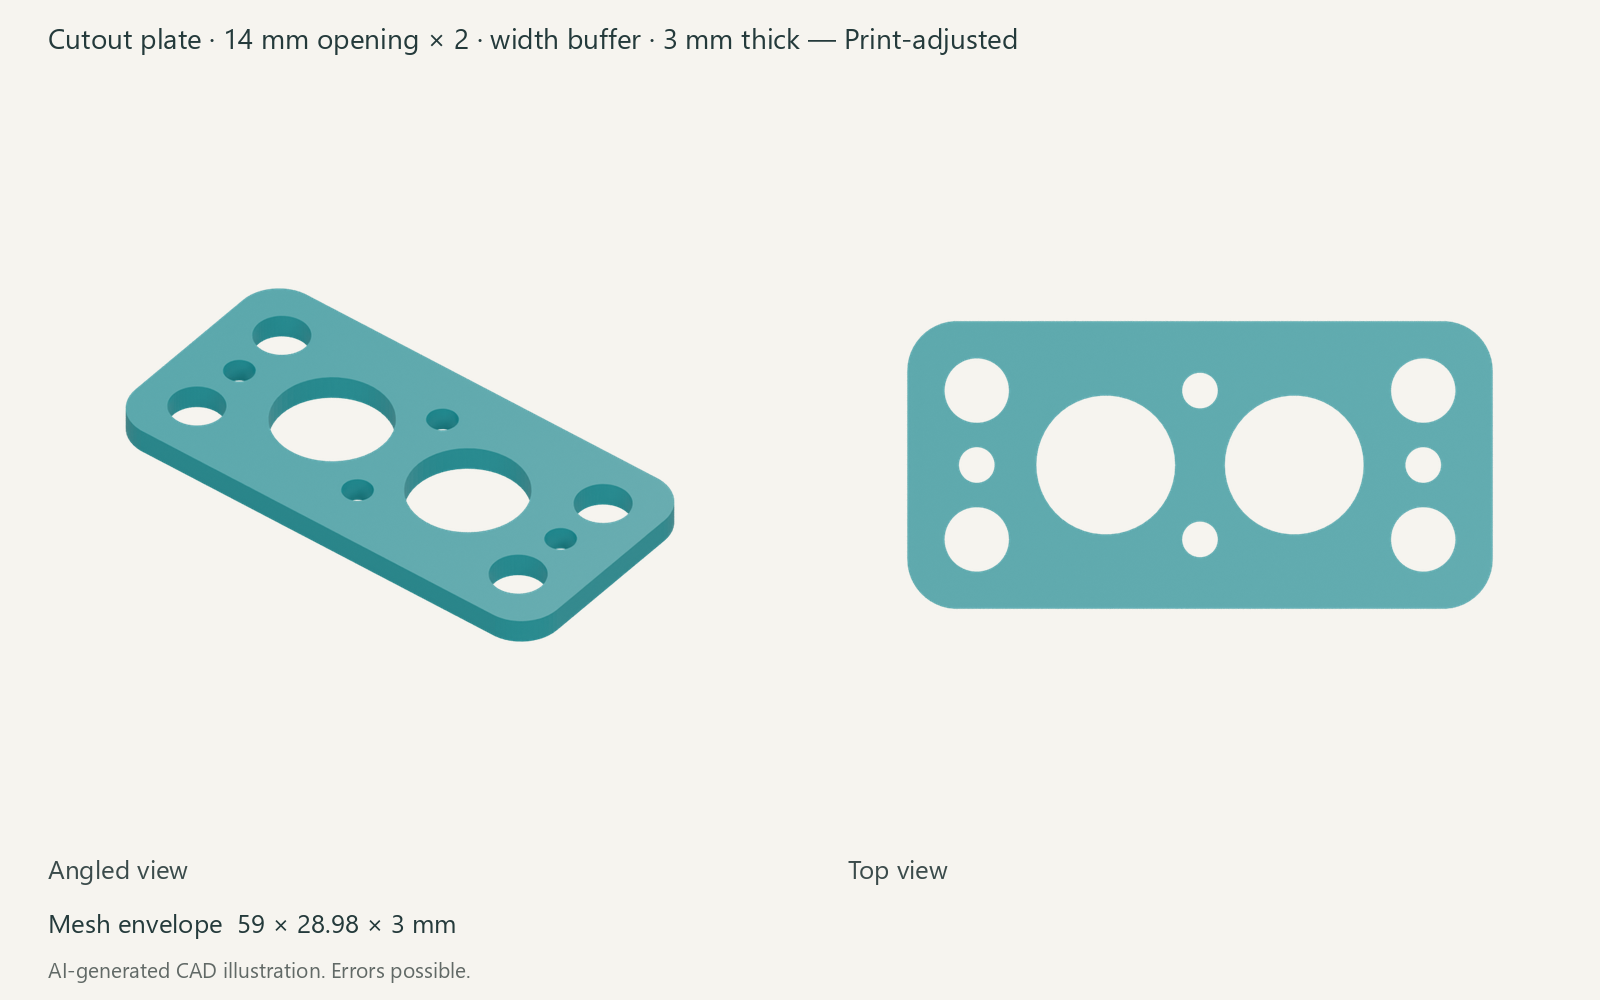 Cutout plate · 14 mm opening × 2 · width buffer · 3 mm thick — Print-adjusted
Angled view
Top view
Mesh envelope  59 × 28.98 × 3 mm
AI-generated CAD illustration. Errors possible.